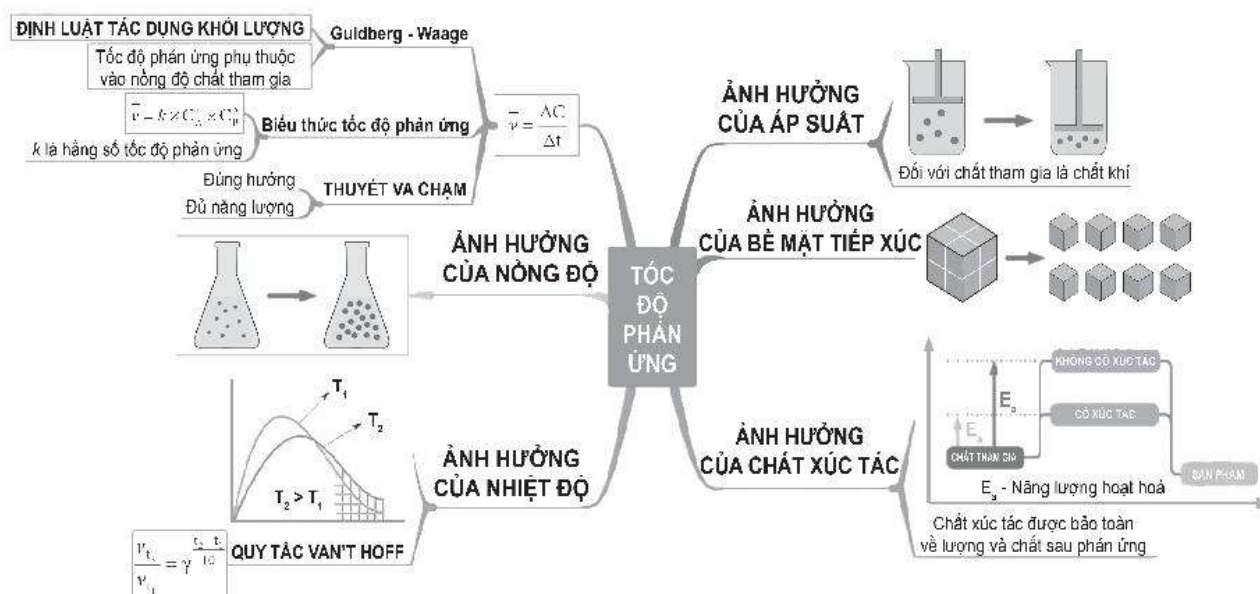 ĐỊNH LUẬT TÁC DỤNG KHỐI LƯỢNG
Guldberg - Waage
Tốc độ phản ứng phụ thuộc
vào nồng độ chất tham gia
Biểu thức tốc độ phản ứng
k là hằng số tốc độ phản ứng
v = ΔC / Δt
THUYẾT VA CHẠM
Đúng hướng
Đủ năng lượng
ẢNH HƯỞNG
CỦA NỒNG ĐỘ
T₁
T₂
T₂ > T₁
ẢNH HƯỞNG
CỦA NHIỆT ĐỘ
QUY TẮC VAN'T HOFF
TỐC
ĐỘ
PHẢN
ỨNG
ẢNH HƯỞNG
CỦA ÁP SUẤT
Đối với chất tham gia là chất khí
ẢNH HƯỞNG
CỦA BỀ MẶT TIẾP XÚC
ẢNH HƯỞNG
CỦA CHẤT XÚC TÁC
KHÔNG CÓ XÚC TÁC
Eₐ
CÓ XÚC TÁC
Eₐ
CHẤT THAM GIA
SẢN PHẨM
Eₐ - Năng lượng hoạt hoá
Chất xúc tác được bảo toàn
về lượng và chất sau phản ứng